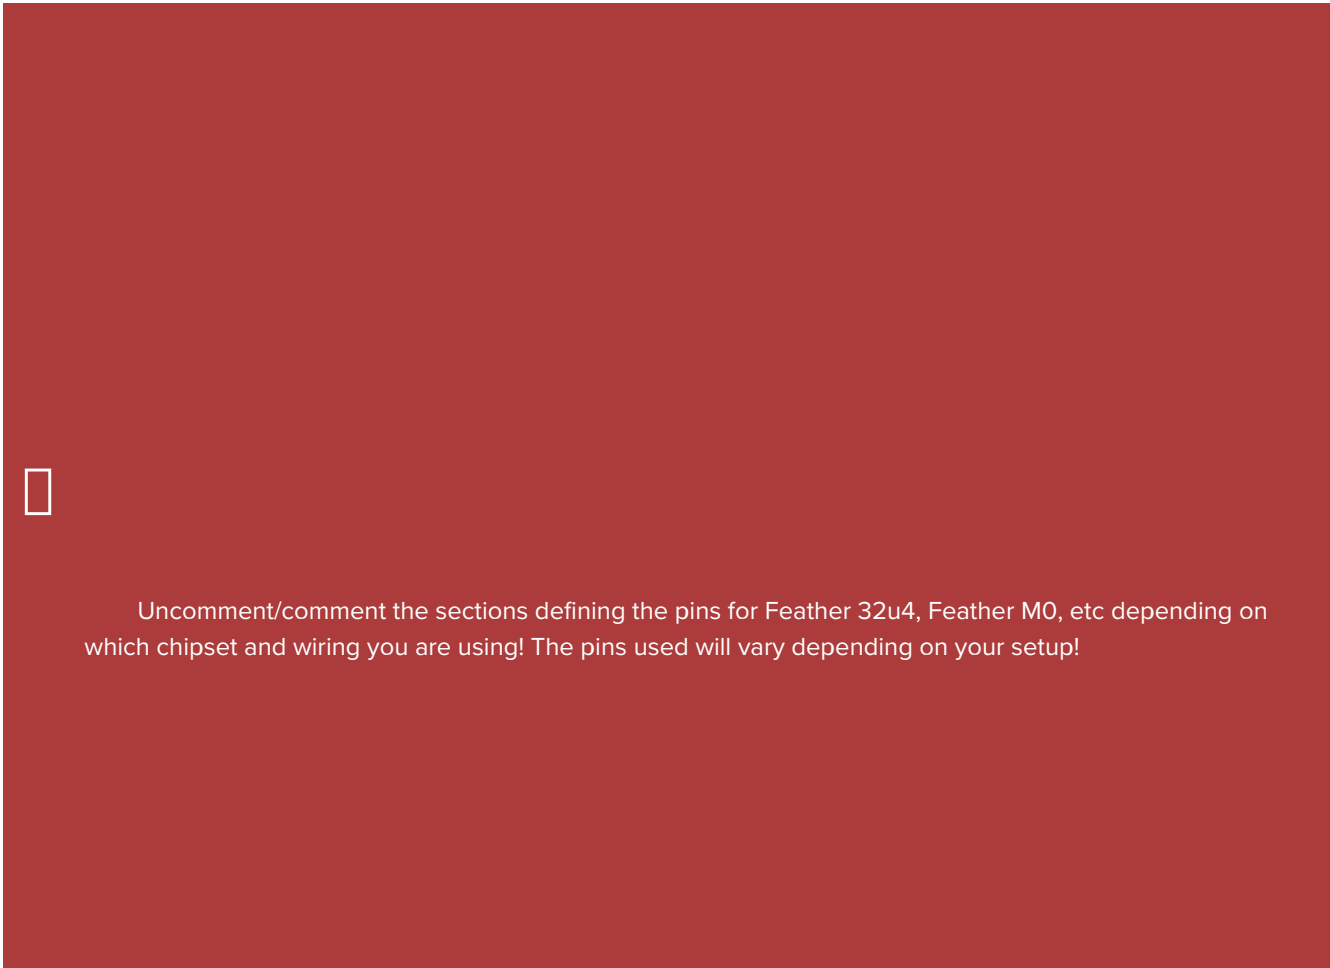 Uncomment/comment the sections defining the pins for Feather 32u4, Feather M0, etc depending on
which chipset and wiring you are using! The pins used will vary depending on your setup!